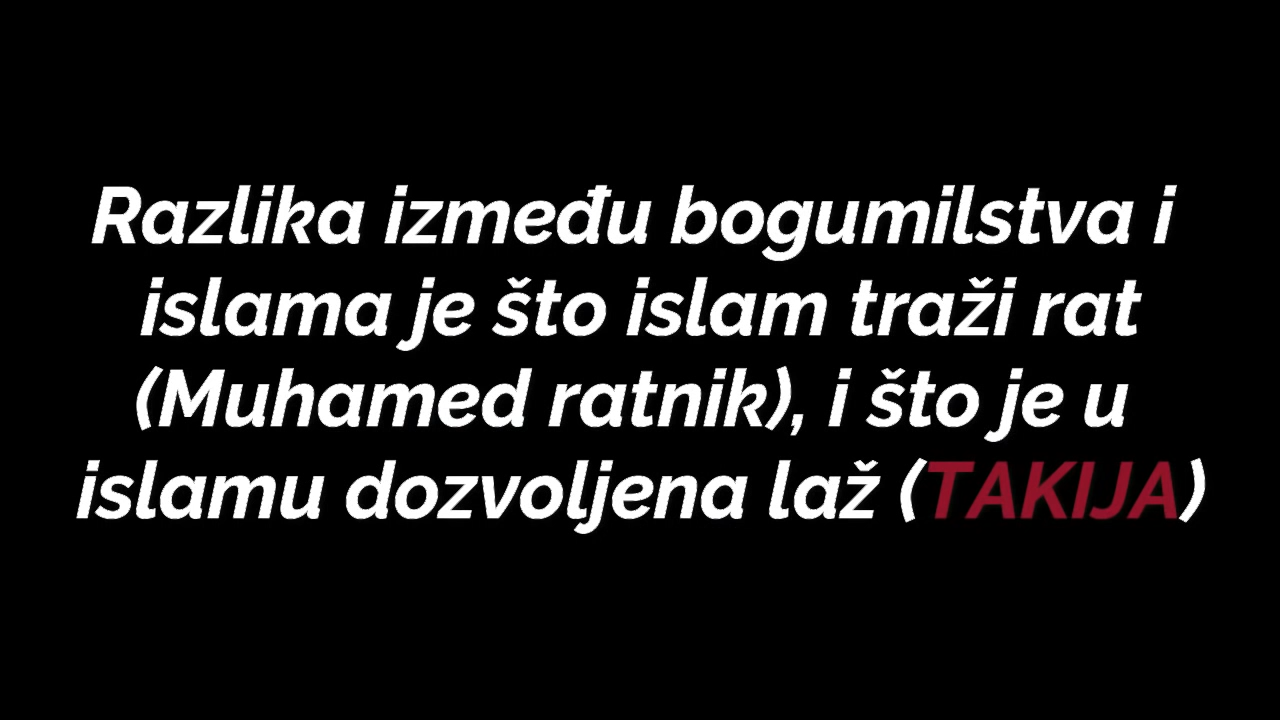 Razlika između bogumilstva i
islama je što islam traži rat
(Muhamed ratnik), i što je u
islamu dozvoljena laž (TAKIJA)